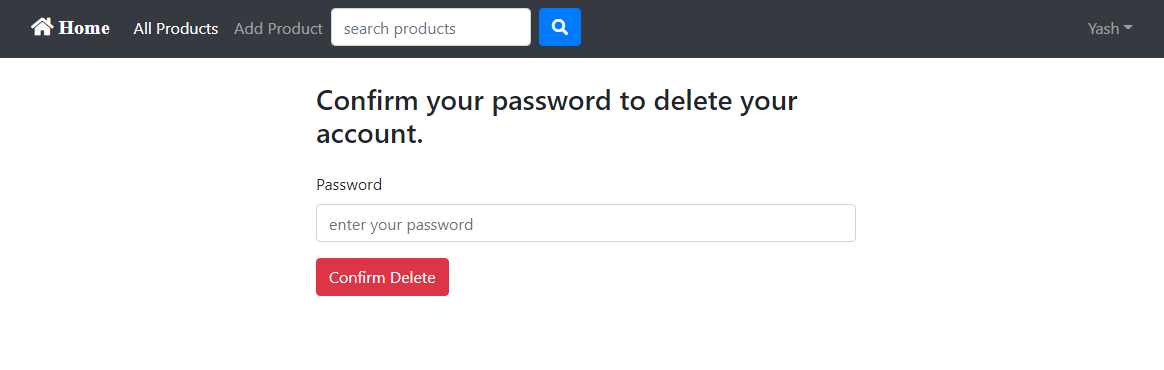 Home All Products Add Product search products Yash
Confirm your password to delete your
account.
Password
enter your password
Confirm Delete